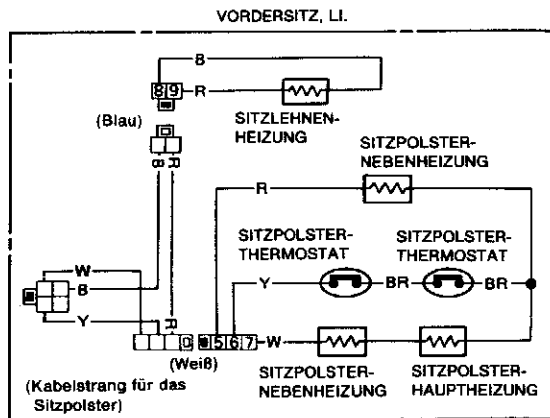 VORDERSITZ, LI.
B
8 9
R
(Blau)
SITZLEHNEN-
HEIZUNG
SITZPOLSTER-
NEBENHEIZUNG
B
R
R
SITZPOLSTER-
THERMOSTAT
SITZPOLSTER-
THERMOSTAT
W
B
Y
BR
BR
Y
R
5 6 7
W
(Weiß)
(Kabelstrang für das
Sitzpolster)
SITZPOLSTER-
NEBENHEIZUNG
SITZPOLSTER-
HAUPTHEIZUNG